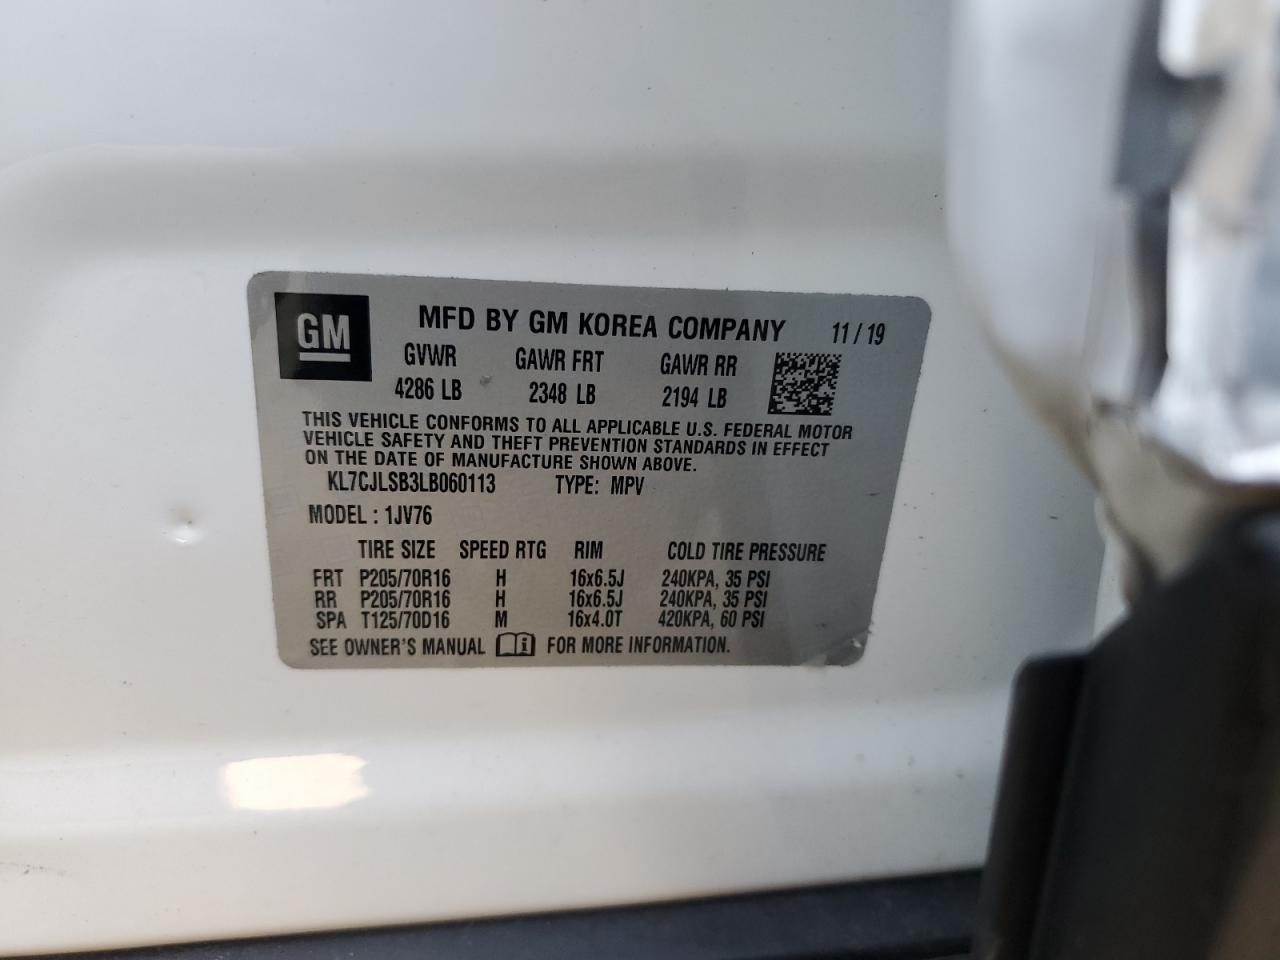 GM
MFD BY GM KOREA COMPANY 11 / 19
GVWR GAWR FRT GAWR RR
4286 LB 2348 LB 2194 LB
THIS VEHICLE CONFORMS TO ALL APPLICABLE U.S. FEDERAL MOTOR
VEHICLE SAFETY AND THEFT PREVENTION STANDARDS IN EFFECT
ON THE DATE OF MANUFACTURE SHOWN ABOVE.
KL7CJLSB3LB060113 TYPE: MPV
MODEL : 1JV76
TIRE SIZE SPEED RTG RIM COLD TIRE PRESSURE
FRT P205/70R16 H 16x6.5J 240KPA, 35 PSI
RR P205/70R16 H 16x6.5J 240KPA, 35 PSI
SPA T125/70D16 M 16x4.0T 420KPA, 60 PSI
SEE OWNER'S MANUAL i FOR MORE INFORMATION.